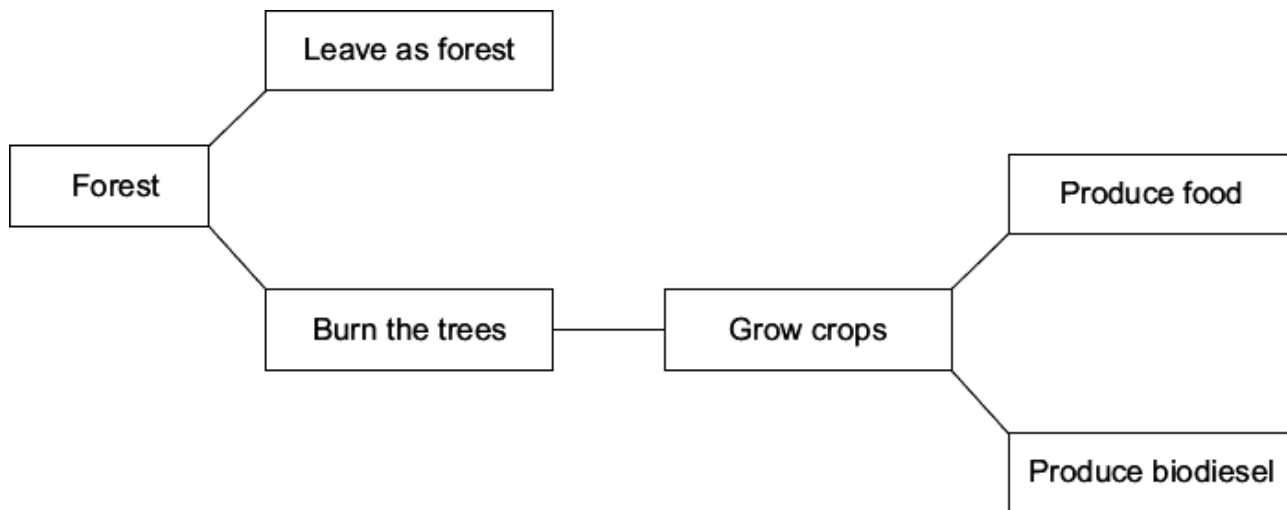 Leave as forest
Forest
Produce food
Burn the trees
Grow crops
Produce biodiesel